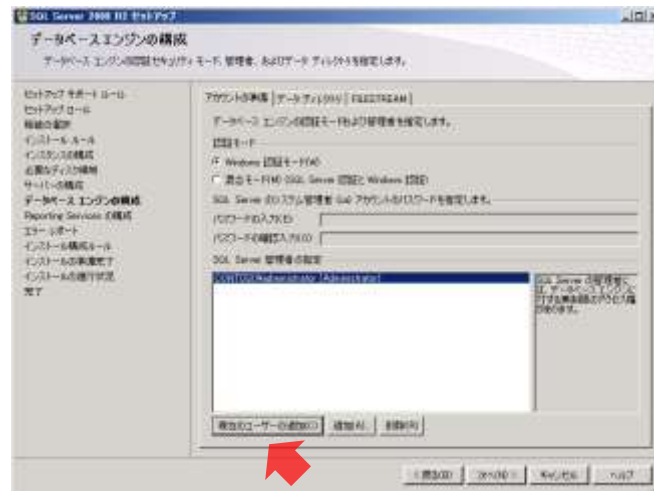 SQL Server 2008 R2 セットアップ
データベース エンジンの構成
データベース エンジンの認証セキュリティ モード、管理者、およびデータ ディレクトリを指定します。
セットアップ サポート ルール
セットアップ ロール
機能の選択
インストール ルール
インスタンスの構成
必要なディスク領域
サーバーの構成
データベース エンジンの構成
Reporting Services の構成
エラー レポート
インストール構成ルール
インストールの準備完了
インストールの進行状況
完了
アカウントの準備 データ ディレクトリ FILESTREAM
データベース エンジンの認証モードおよび管理者を指定します。
認証モード
Windows 認証モード(W)
混合モード(M) (SQL Server 認証と Windows 認証)
SQL Server のシステム管理者 (sa) アカウントのパスワードを指定します。
パスワードの入力(E)
パスワードの確認入力(O)
SQL Server 管理者の指定
CONTOSO\administrator (Administrator)
SQL Server の管理者には、データベース エンジンに対する無制限のアクセス権があります。
現在のユーザーの追加(C) 追加(A)... 削除(R)
< 戻る(B) 次へ(N) > キャンセル ヘルプ